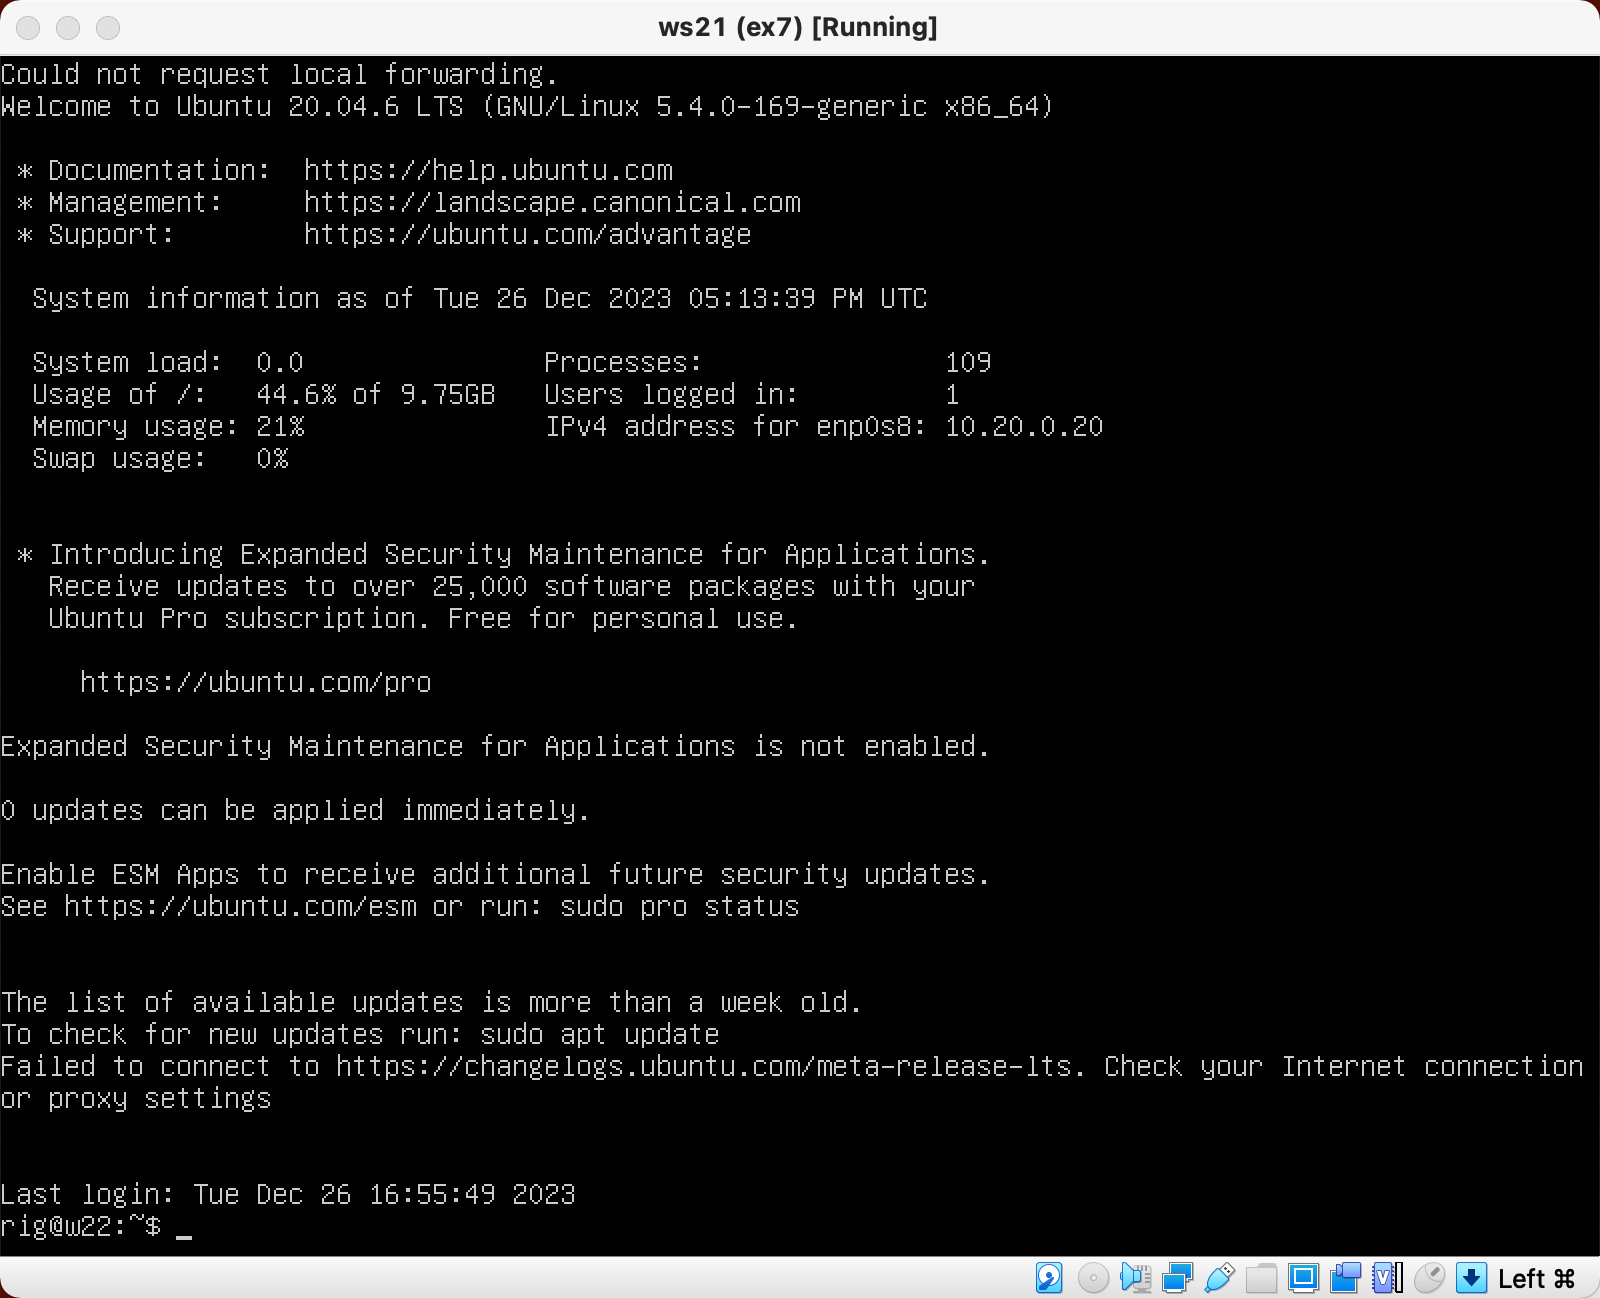 ws21 (ex7) [Running]
Could not request local forwarding.
Welcome to Ubuntu 20.04.6 LTS (GNU/Linux 5.4.0-169-generic x86_64)
* Documentation:  https://help.ubuntu.com
* Management:     https://landscape.canonical.com
* Support:        https://ubuntu.com/advantage
System information as of Tue 26 Dec 2023 05:13:39 PM UTC
System load:  0.0               Processes:               109
Usage of /:   44.6% of 9.75GB   Users logged in:         1
Memory usage: 21%               IPv4 address for enp0s8: 10.20.0.20
Swap usage:   0%
* Introducing Expanded Security Maintenance for Applications.
Receive updates to over 25,000 software packages with your
Ubuntu Pro subscription. Free for personal use.
https://ubuntu.com/pro
Expanded Security Maintenance for Applications is not enabled.
0 updates can be applied immediately.
Enable ESM Apps to receive additional future security updates.
See https://ubuntu.com/esm or run: sudo pro status
The list of available updates is more than a week old.
To check for new updates run: sudo apt update
Failed to connect to https://changelogs.ubuntu.com/meta-release-lts. Check your Internet connection
or proxy settings
Last login: Tue Dec 26 16:55:49 2023
rig@w22:~$ _
Left ⌘